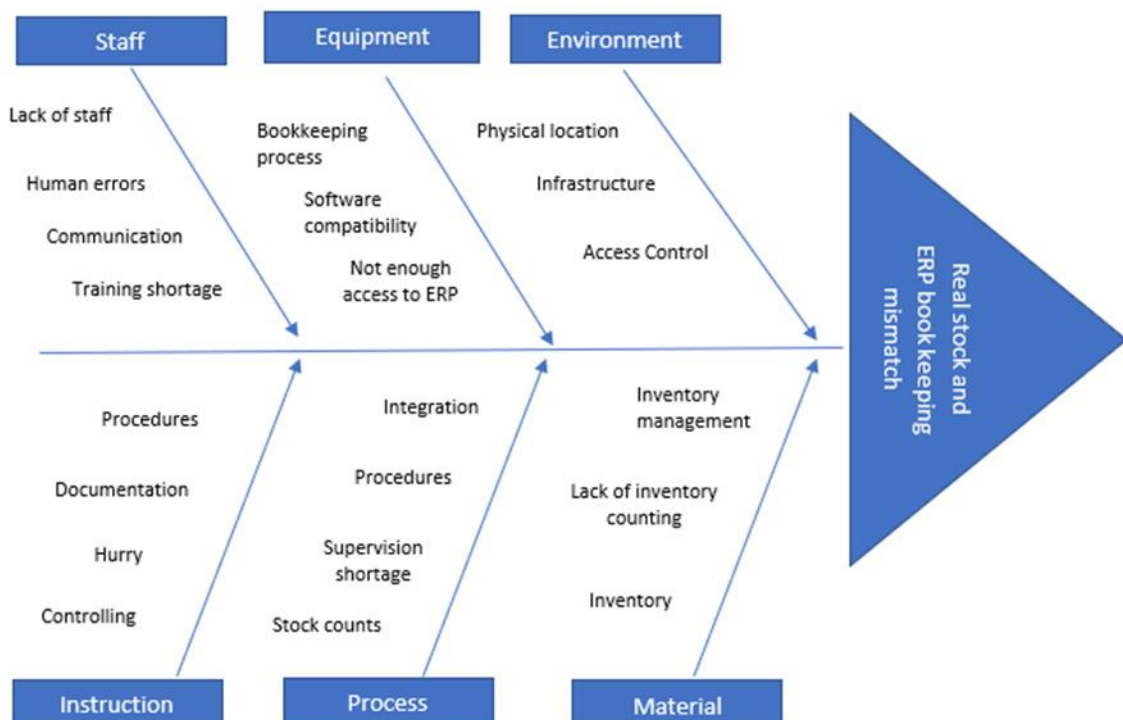 Staff
Equipment
Environment
Lack of staff
Human errors
Communication
Training shortage
Bookkeeping
process
Software
compatibility
Not enough
access to ERP
Physical location
Infrastructure
Access Control
Real stock and
ERP book keeping
mismatch
Procedures
Documentation
Hurry
Controlling
Integration
Procedures
Supervision
shortage
Stock counts
Inventory
management
Lack of inventory
counting
Inventory
Instruction
Process
Material